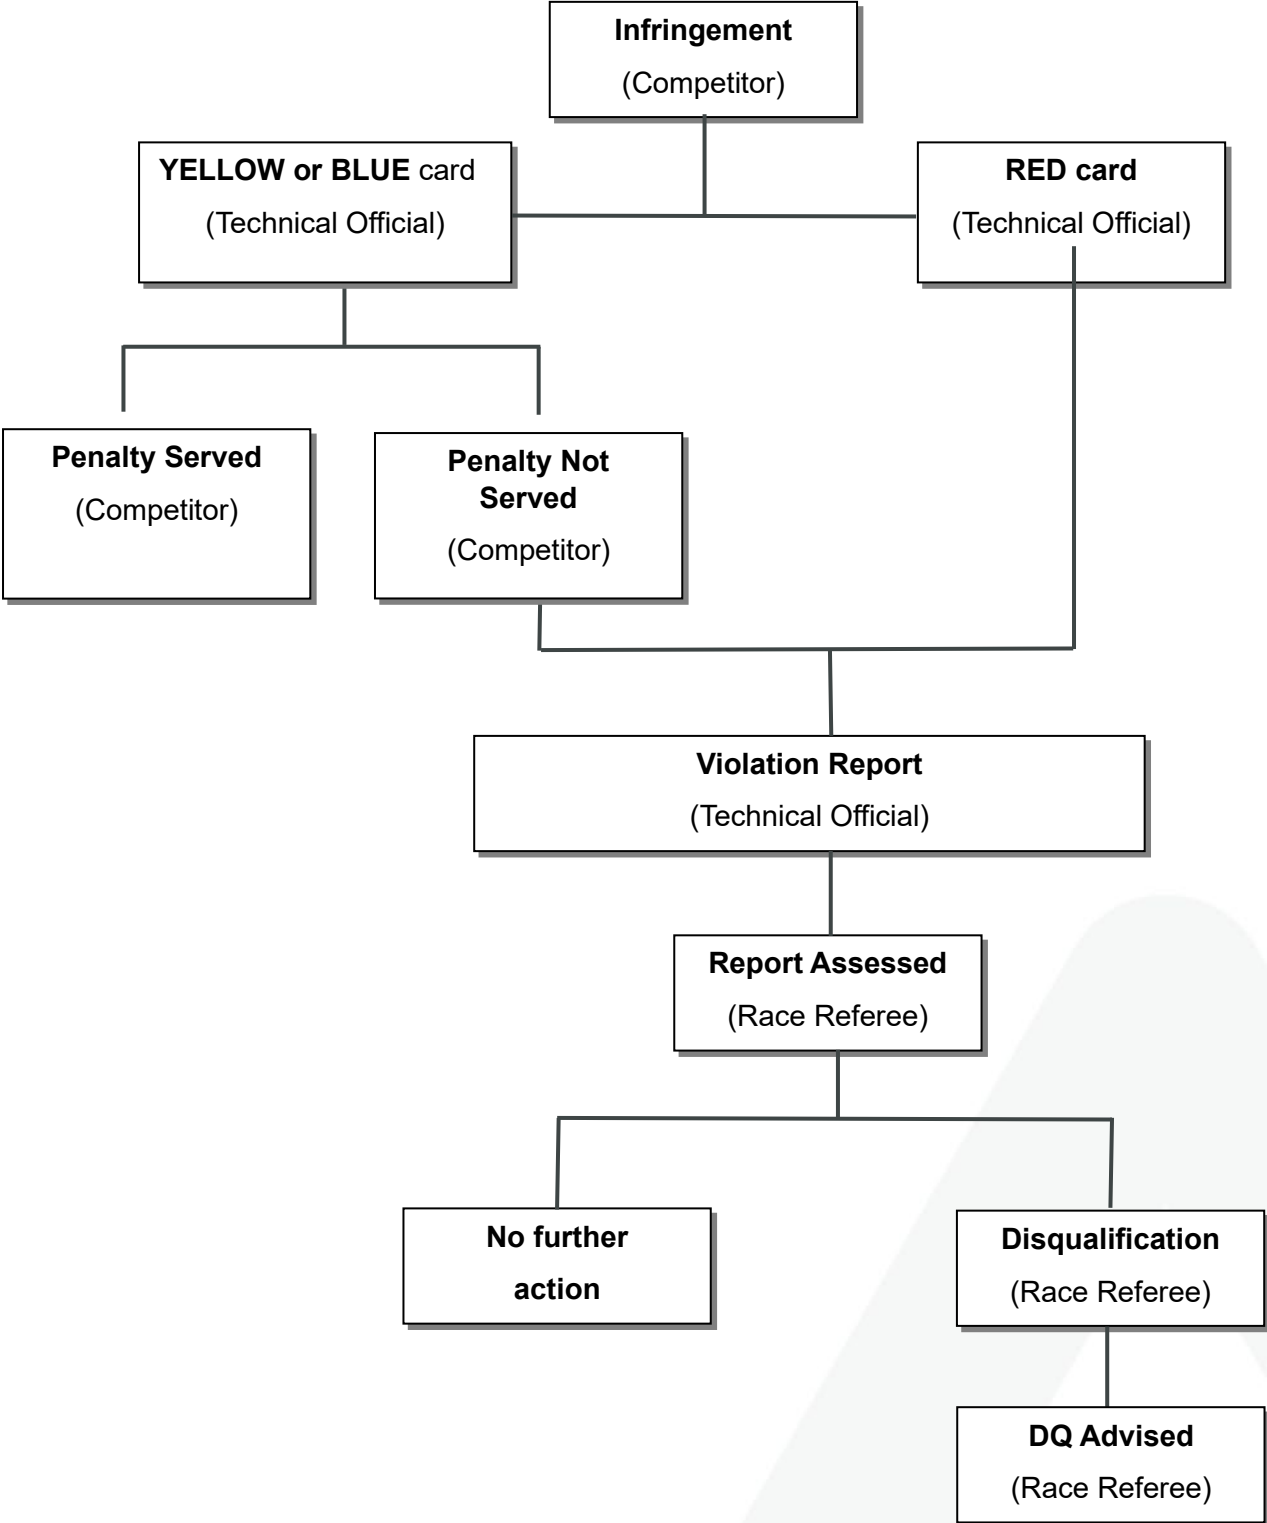 Infringement
(Competitor)
YELLOW or BLUE card
(Technical Official)
RED card
(Technical Official)
Penalty Served
(Competitor)
Penalty Not
Served
(Competitor)
Violation Report
(Technical Official)
Report Assessed
(Race Referee)
No further
action
Disqualification
(Race Referee)
DQ Advised
(Race Referee)